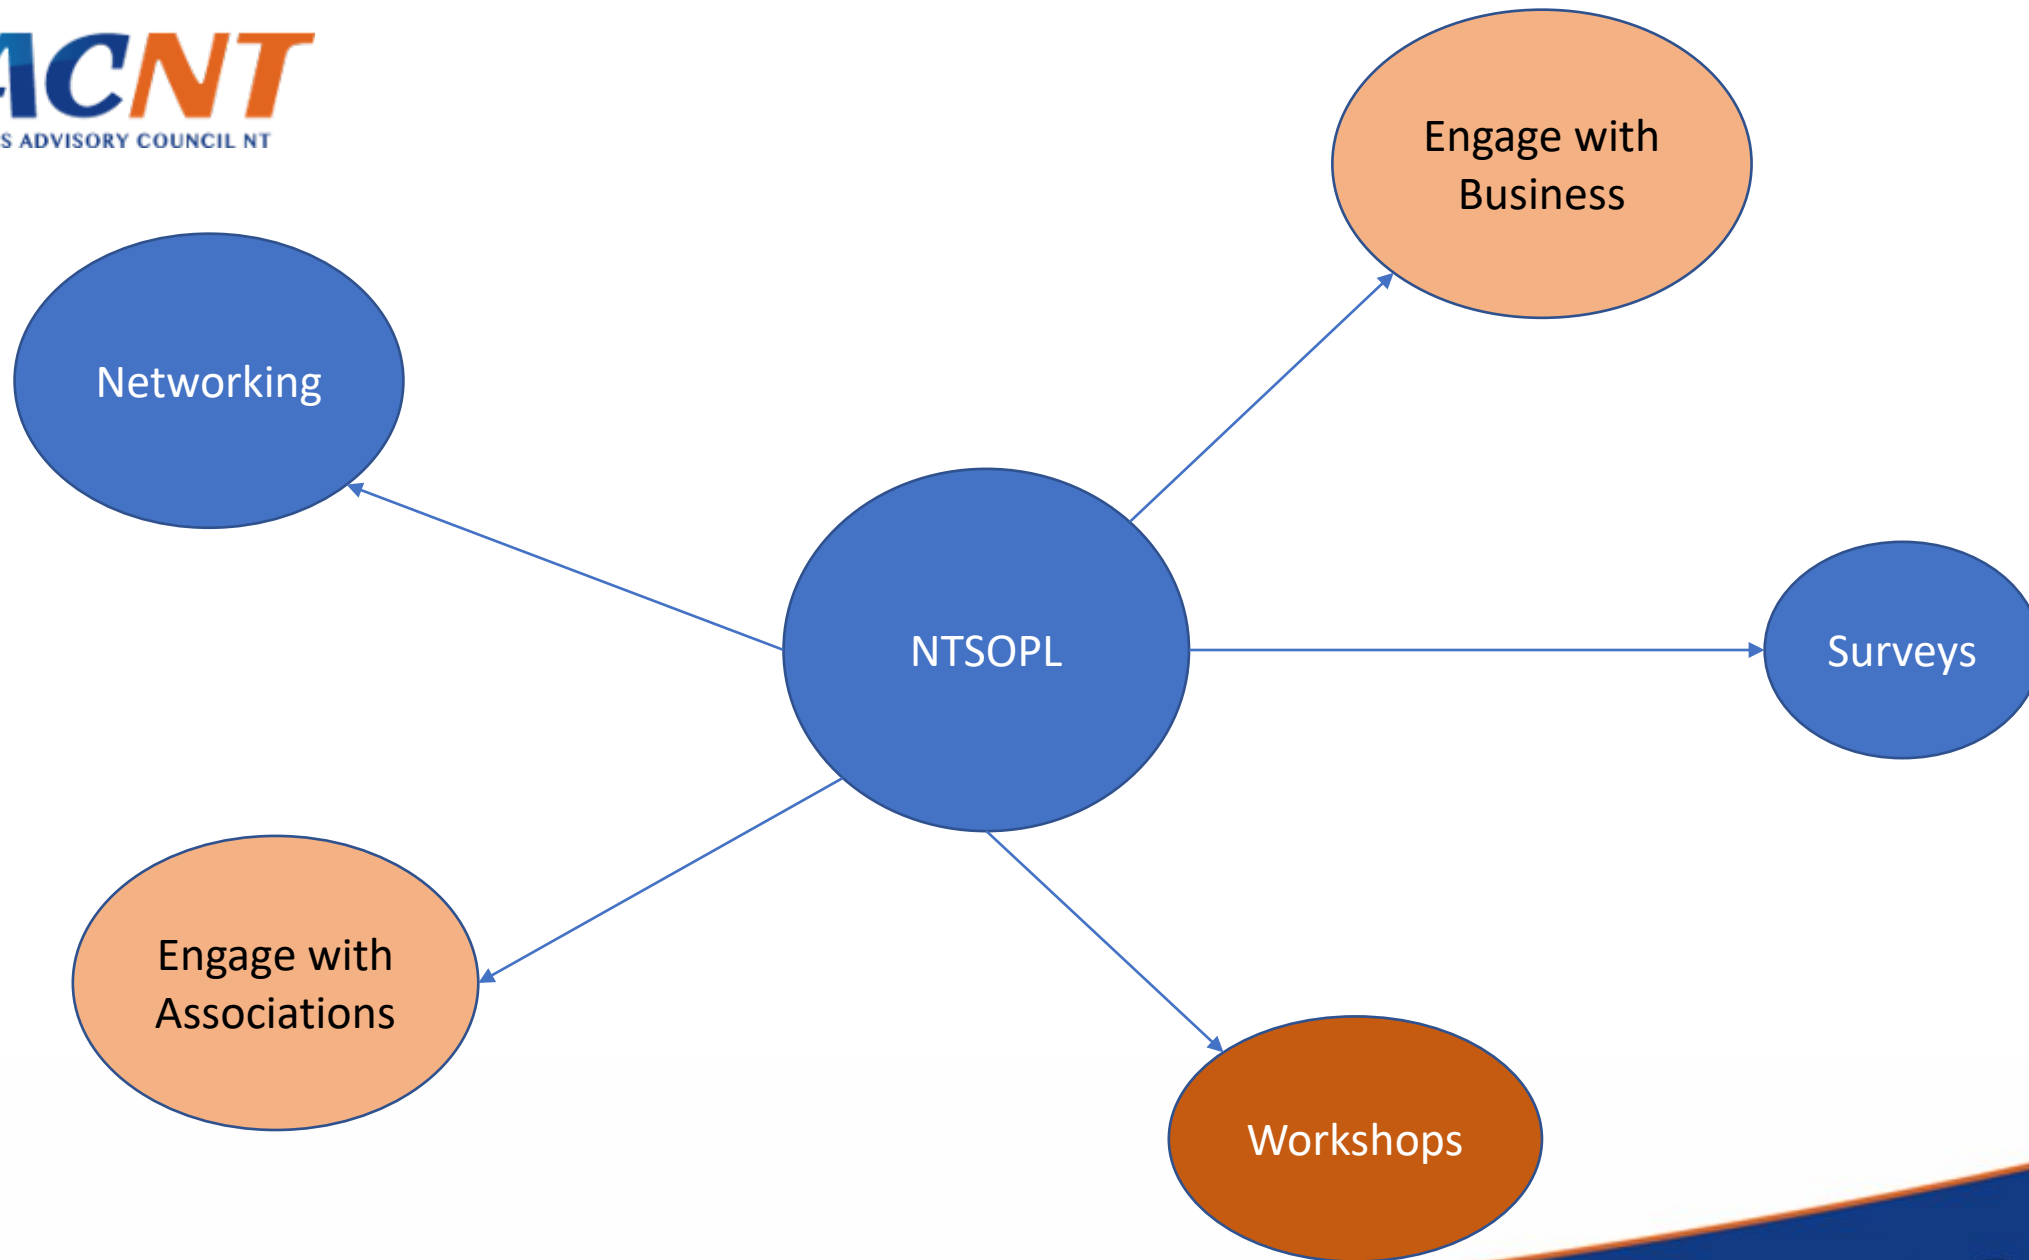 ACNT
S ADVISORY COUNCIL NT
Engage with
Business
Networking
NTSOPL
Surveys
Engage with
Associations
Workshops